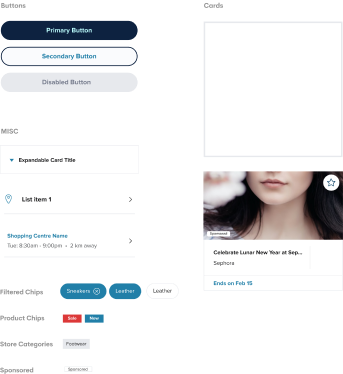 Buttons
Primary Button
Secondary Button
Disabled Button
MISC
Expandable Card Title
List item 1
Shopping Centre Name
Tue: 8:30am - 9:00pm • 2 km away
Filtered Chips
Sneakers
Leather
Leather
Product Chips
Sale
New
Store Categories
Footwear
Sponsored
Sponsored
Cards
Sponsored
Celebrate Lunar New Year at Sep...
Sephora
Ends on Feb 15